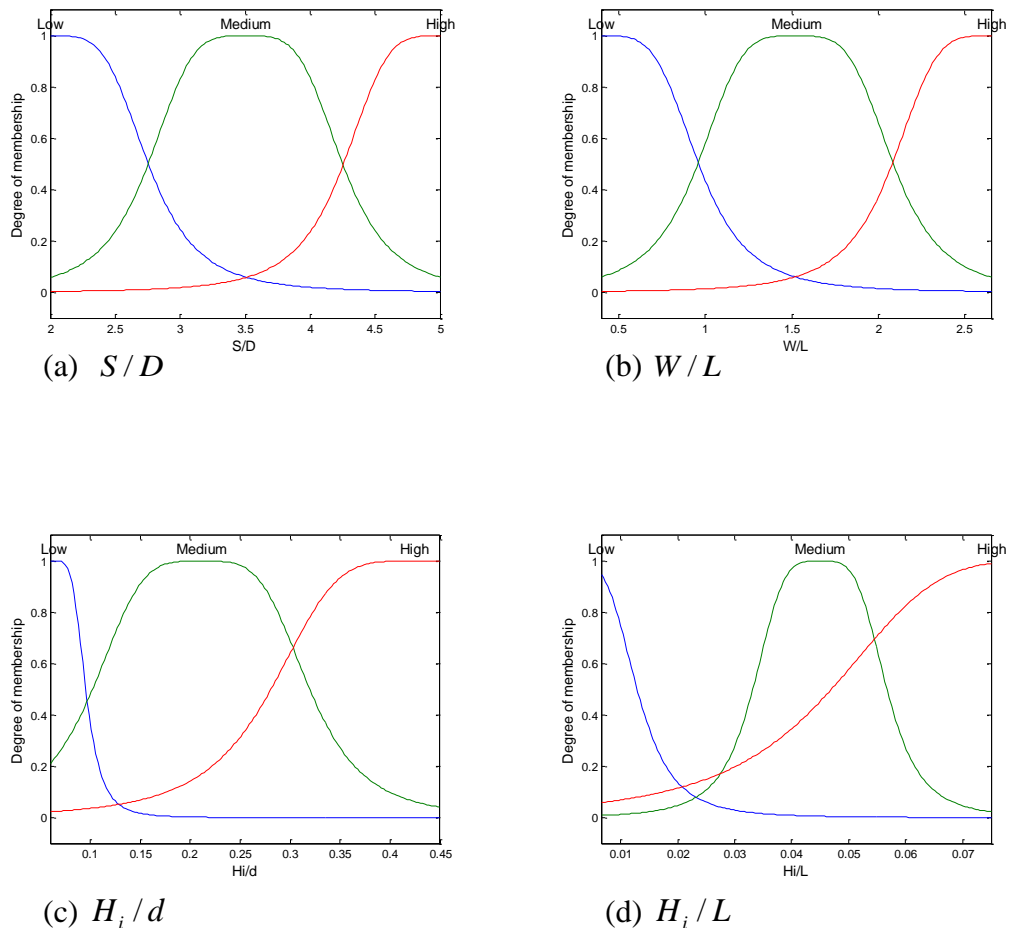 Low Medium High
1
0.8
0.6
0.4
0.2
0
Degree of membership
2 2.5 3 3.5 4 4.5 5
S/D
(a) S / D
Low Medium High
1
0.8
0.6
0.4
0.2
0
Degree of membership
0.5 1 1.5 2 2.5
W/L
(b) W / L
Low Medium High
1
0.8
0.6
0.4
0.2
0
Degree of membership
0.1 0.15 0.2 0.25 0.3 0.35 0.4 0.45
Hi/d
(c) H_i / d
Low Medium High
1
0.8
0.6
0.4
0.2
0
Degree of membership
0.01 0.02 0.03 0.04 0.05 0.06 0.07
Hi/L
(d) H_i / L